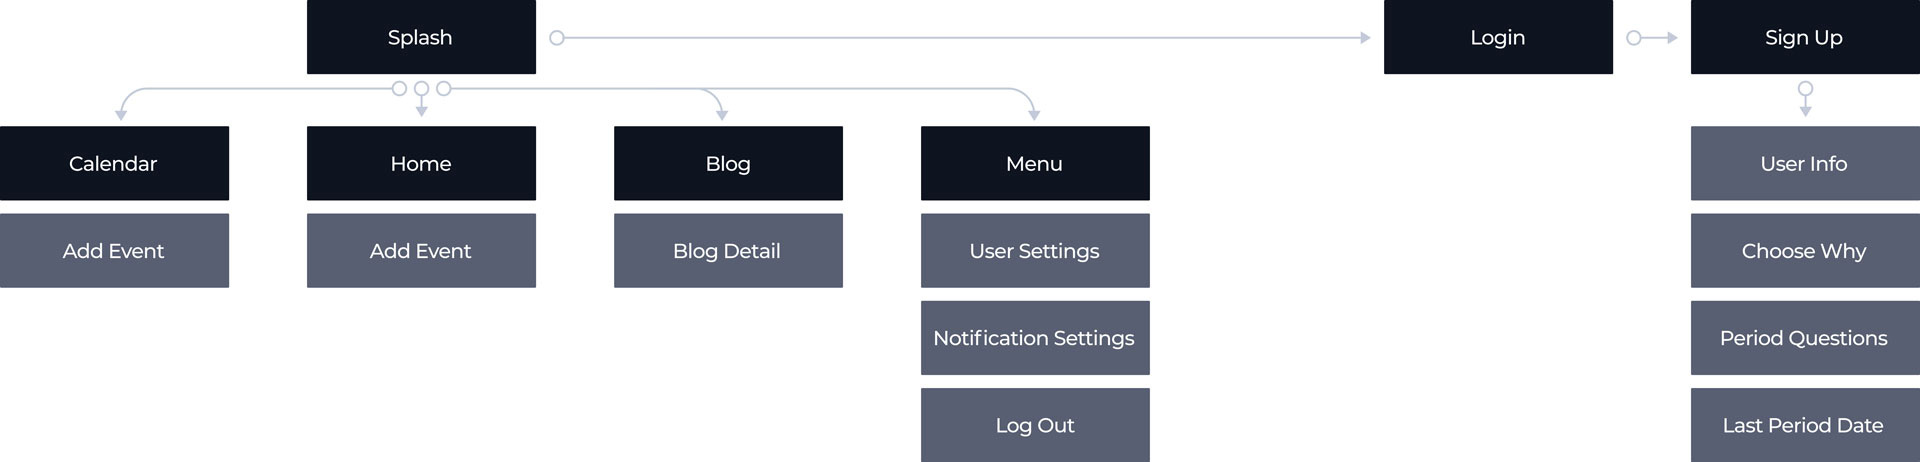 Splash
Login
Sign Up
Calendar
Home
Blog
Menu
User Info
Add Event
Add Event
Blog Detail
User Settings
Choose Why
Notification Settings
Period Questions
Log Out
Last Period Date